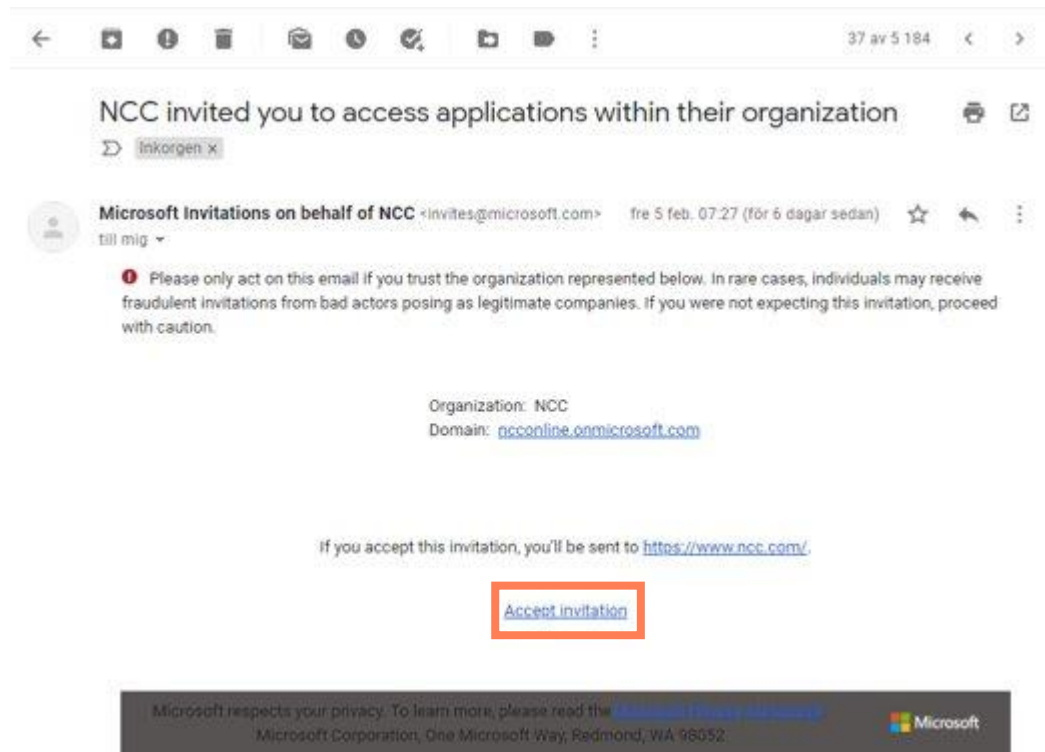 37 av 5 184
NCC invited you to access applications within their organization
Inkorgen x
Microsoft Invitations on behalf of NCC <invites@microsoft.com> fre 5 feb. 07:27 (för 6 dagar sedan)
till mig
Please only act on this email if you trust the organization represented below. In rare cases, individuals may receive
fraudulent invitations from bad actors posing as legitimate companies. If you were not expecting this invitation, proceed
with caution.
Organization: NCC
Domain: ncconline.onmicrosoft.com
If you accept this invitation, you'll be sent to https://www.ncc.com/.
Accept invitation
Microsoft respects your privacy. To learn more, please read the
Microsoft Corporation, One Microsoft Way, Redmond, WA 98052
Microsoft